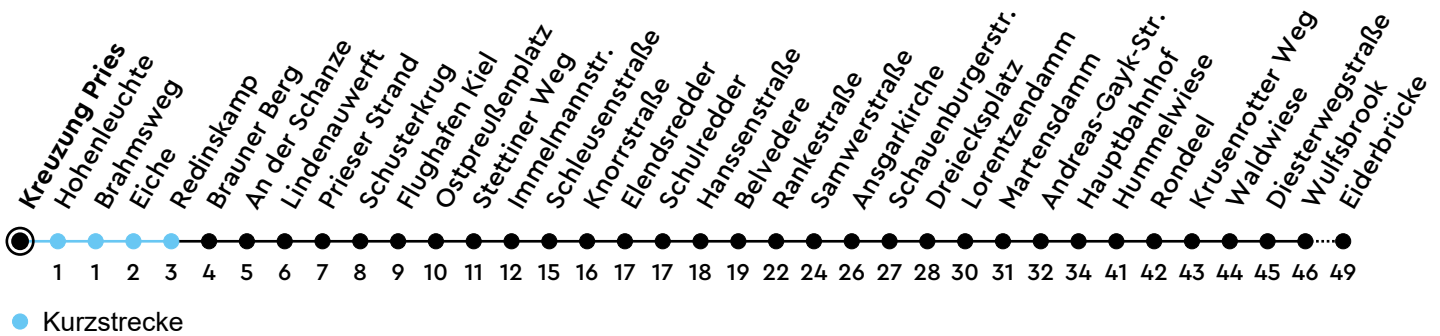 Kreuzung Pries
Hohenleuchte
Brahmsweg
Eiche
Redinskamp
Brauner Berg
An der Schanze
Lindenauwerft
Prieser Strand
Schusterkrug
Flughafen Kiel
Ostpreußenplatz
Stettiner Weg
Immelmannstr.
Schleusenstraße
Knorrstraße
Elendsredder
Schulredder
Hanssenstraße
Belvedere
Rankestraße
Samwerstraße
Ansgarkirche
Schauenburgerstr.
Dreiecksplatz
Lorentzendamm
Martensdamm
Andreas-Gayk-Str.
Hauptbahnhof
Hummelwiese
Rondeel
Krusenrotter Weg
Waldwiese
Diesterwegstraße
Wulfsbrook
Eiderbrücke
1 1 2 3 4 5 6 7 8 9 10 11 12 15 16 17 17 18 19 22 24 26 27 28 30 31 32 34 41 42 43 44 45 46 49
Kurzstrecke